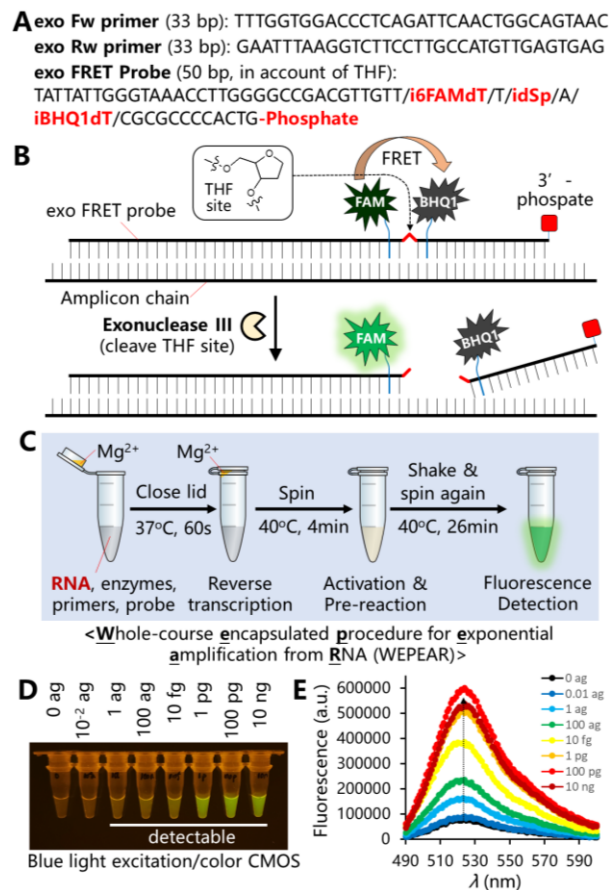 A exo Fw primer (33 bp): TTTGGTGGACCCTCAGATTCAACTGGCAGTAAC
exo Rw primer (33 bp): GAATTTAAGGTCTTCCTTGCCATGTTGAGTGAG
exo FRET Probe (50 bp, in account of THF):
TATTATTGGGTAAACCTTGGGGCCGACGTTGTT/i6FAMdT/T/idSp/A/
iBHQ1dT/CGCGCCCCACTG-Phosphate
B
THF
site
FRET
FAM
BHQ1
3' -
phospate
exo FRET probe
Amplicon chain
Exonuclease III
(cleave THF site)
FAM
BHQ1
C
Mg2+
Mg2+
Close lid
37ºC, 60s
Spin
40ºC, 4min
Shake &
spin again
40ºC, 26min
RNA, enzymes,
primers, probe
Reverse
transcription
Activation &
Pre-reaction
Fluorescence
Detection
<Whole-course encapsulated procedure for exponential
amplification from RNA (WEPEAR)>
D
0 ag
10-2 ag
1 ag
100 ag
10 fg
1 pg
100 pg
10 ng
detectable
Blue light excitation/color CMOS
E
Fluorescence (a.u.)
600000
500000
400000
300000
200000
100000
0
490 510 530 550 570 590
λ (nm)
0 ag
0.01 ag
1 ag
100 ag
10 fg
1 pg
100 pg
10 ng